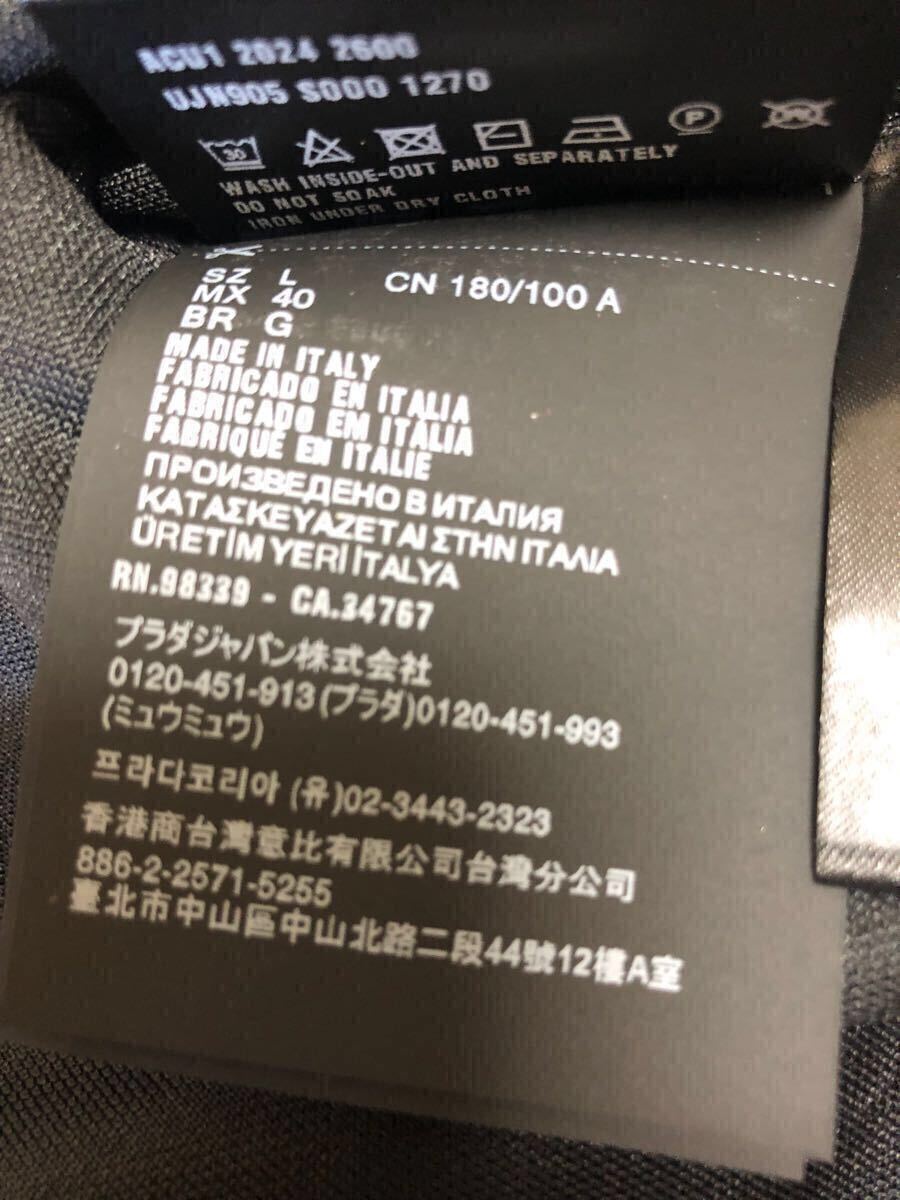 ACU1 2024 2600
UJN905 S000 1270
30
P
WASH INSIDE-OUT AND SEPARATELY
DO NOT SOAK
IRON UNDER DRY CLOTH
SZ L CN 180/100 A
MX 40
BR G
MADE IN ITALY
FABRICADO EN ITALIA
FABRICADO EM ITALIA
FABRIQUÉ EN ITALIE
ПРОИЗВЕДЕНО В ИТАЛИЯ
ΚΑΤΑΣΚΕΥΑΖΕΤΑΙ ΣΤΗΝ ΙΤΑΛΙΑ
ÜRETİM YERİ İTALYA
RN.98339 - CA.34767
プラダジャパン株式会社
0120-451-913(プラダ)0120-451-993
(ミュウミュウ)
프라다코리아 (유)02-3443-2323
香港商台灣意比有限公司台灣分公司
886-2-2571-5255
臺北市中山區中山北路二段44號12樓A室